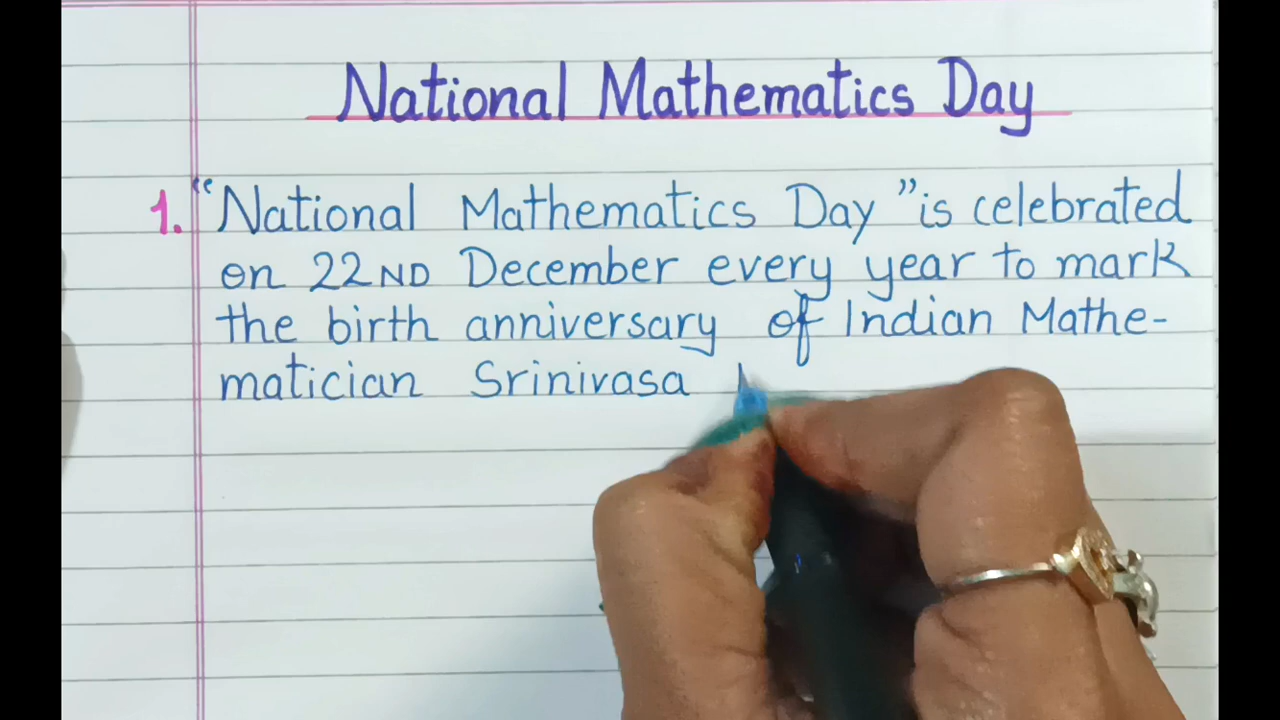 National Mathematics Day
1. “National Mathematics Day” is celebrated
on 22ND December every year to mark
the birth anniversary of Indian Mathe-
matician Srinivasa